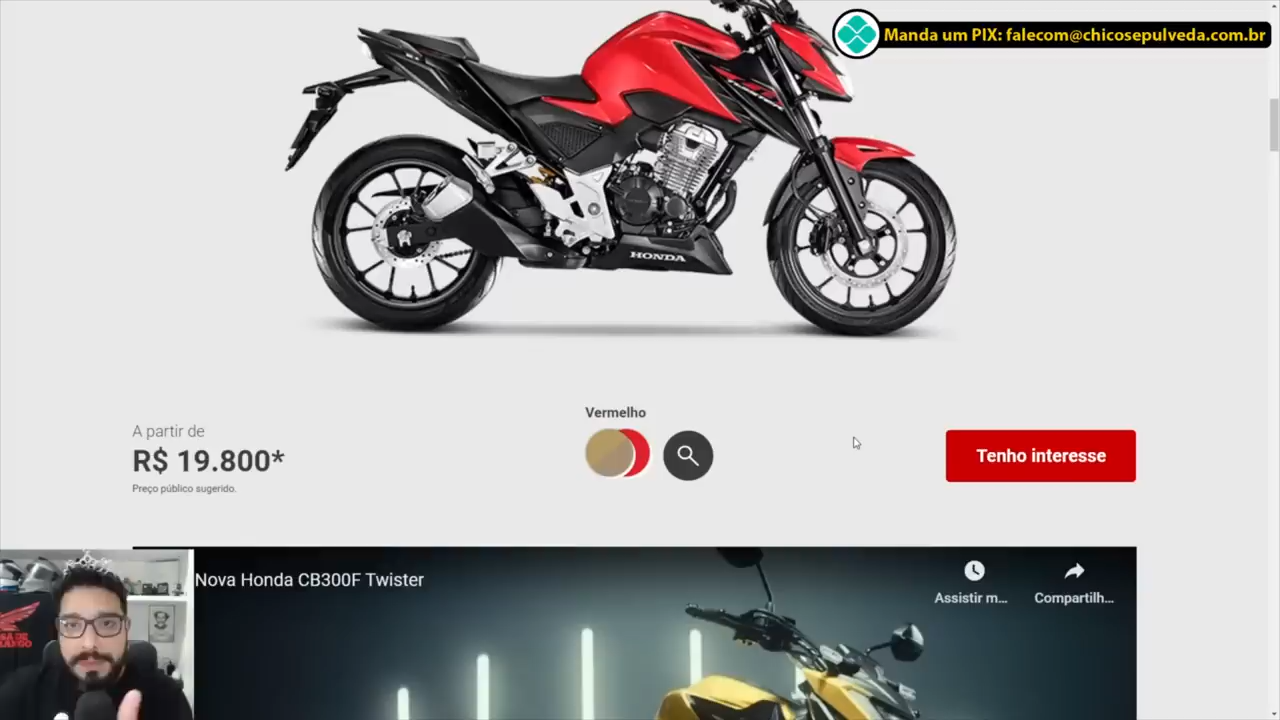 Manda um PIX: falecom@chicosepulveda.com.br
HONDA
Vermelho
A partir de
R$ 19.800*
Preço público sugerido.
Tenho interesse
Nova Honda CB300F Twister
Assistir m...
Compartilh...